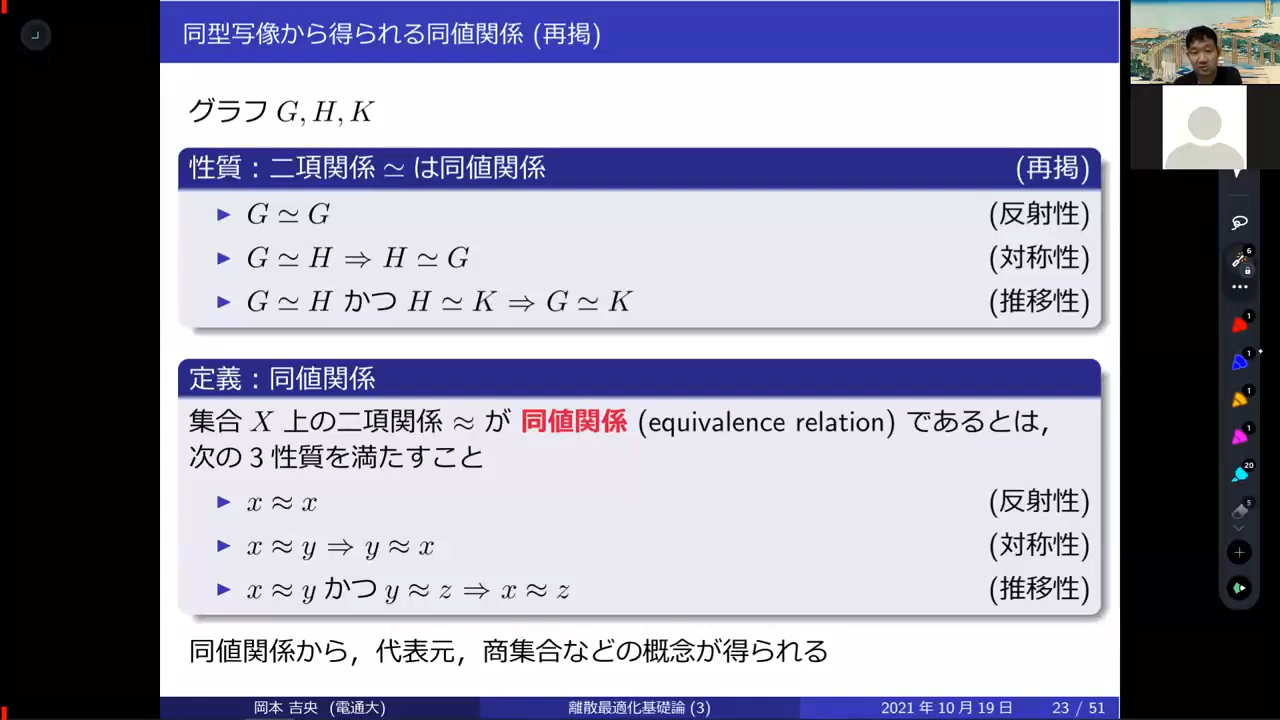 同型写像から得られる同値関係 (再掲)
グラフ G, H, K
性質：二項関係 ≃ は同値関係 (再掲)
▶ G ≃ G (反射性)
▶ G ≃ H ⇒ H ≃ G (対称性)
▶ G ≃ H かつ H ≃ K ⇒ G ≃ K (推移性)
定義：同値関係
集合 X 上の二項関係 ≈ が 同値関係 (equivalence relation) であるとは，
次の 3 性質を満たすこと
▶ x ≈ x (反射性)
▶ x ≈ y ⇒ y ≈ x (対称性)
▶ x ≈ y かつ y ≈ z ⇒ x ≈ z (推移性)
同値関係から，代表元，商集合などの概念が得られる
岡本 吉央 (電通大) 離散最適化基礎論 (3) 2021 年 10 月 19 日 23 / 51
6
1
1
1
1
20
5